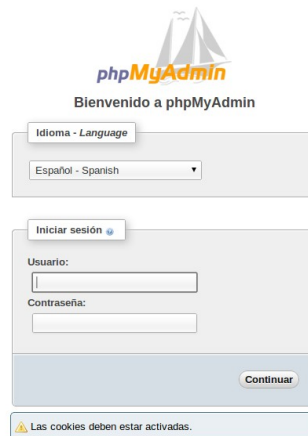 phpMyAdmin
Bienvenido a phpMyAdmin
Idioma - Language
Español - Spanish
Iniciar sesión
Usuario:
Contraseña:
Continuar
Las cookies deben estar activadas.